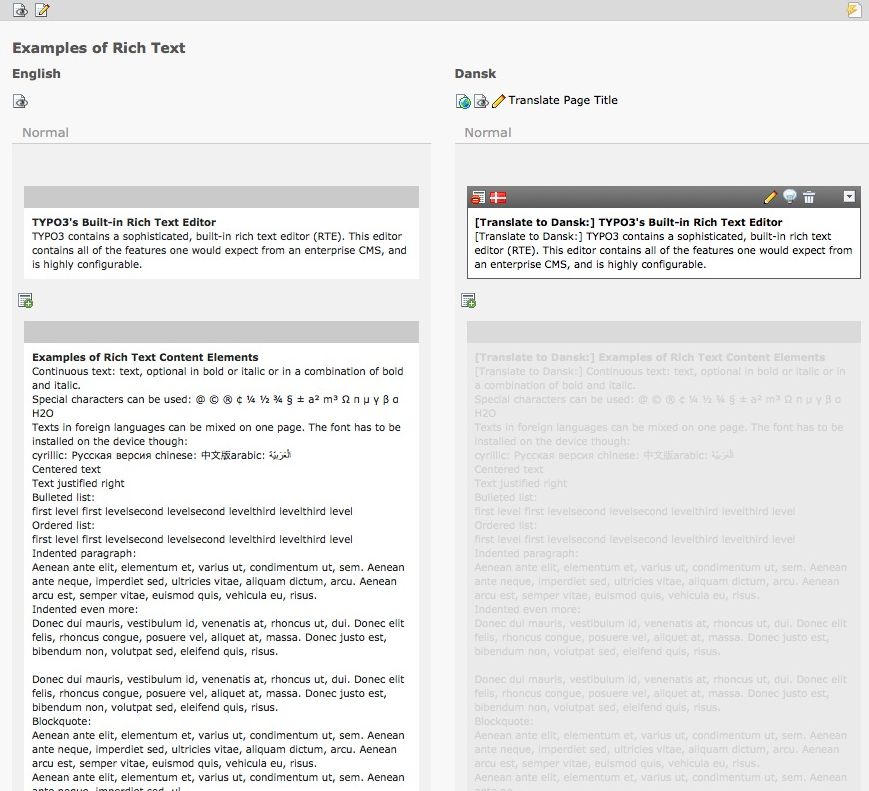 Examples of Rich Text
English
Normal
TYPO3's Built-in Rich Text Editor
TYPO3 contains a sophisticated, built-in rich text editor (RTE). This editor
contains all of the features one would expect from an enterprise CMS, and
is highly configurable.
Examples of Rich Text Content Elements
Continuous text: text, optional in bold or italic or in a combination of bold
and italic.
Special characters can be used: @ © ® ¢ ¼ ½ ¾ § ± a² m³ Ω π μ γ β α
H2O
Texts in foreign languages can be mixed on one page. The font has to be
installed on the device though:
cyrillic: Русская версия chinese: 中文版arabic: الْعَرَبيّة
Centered text
Text justified right
Bulleted list:
first level first levelsecond levelsecond levelthird levelthird level
Ordered list:
first level first levelsecond levelsecond levelthird levelthird level
Indented paragraph:
Aenean ante elit, elementum et, varius ut, condimentum ut, sem. Aenean
ante neque, imperdiet sed, ultricies vitae, aliquam dictum, arcu. Aenean
arcu est, semper vitae, euismod quis, vehicula eu, risus.
Indented even more:
Donec dui mauris, vestibulum id, venenatis at, rhoncus ut, dui. Donec elit
felis, rhoncus congue, posuere vel, aliquet at, massa. Donec justo est,
bibendum non, volutpat sed, eleifend quis, risus.
Donec dui mauris, vestibulum id, venenatis at, rhoncus ut, dui. Donec elit
felis, rhoncus congue, posuere vel, aliquet at, massa. Donec justo est,
bibendum non, volutpat sed, eleifend quis, risus.
Blockquote:
Aenean ante elit, elementum et, varius ut, condimentum ut, sem. Aenean
ante neque, imperdiet sed, ultricies vitae, aliquam dictum, arcu. Aenean
arcu est, semper vitae, euismod quis, vehicula eu, risus.
Aenean ante elit, elementum et, varius ut, condimentum ut, sem. Aenean
Dansk
Translate Page Title
Normal
[Translate to Dansk:] TYPO3's Built-in Rich Text Editor
[Translate to Dansk:] TYPO3 contains a sophisticated, built-in rich text
editor (RTE). This editor contains all of the features one would expect from
an enterprise CMS, and is highly configurable.
[Translate to Dansk:] Examples of Rich Text Content Elements
[Translate to Dansk:] Continuous text: text, optional in bold or italic or in
a combination of bold and italic.
Special characters can be used: @ © ® ¢ ¼ ½ ¾ § ± a² m³ Ω π μ γ β α
H2O
Texts in foreign languages can be mixed on one page. The font has to be
installed on the device though:
cyrillic: Русская версия chinese: 中文版arabic: الْعَرَبيّة
Centered text
Text justified right
Bulleted list:
first level first levelsecond levelsecond levelthird levelthird level
Ordered list:
first level first levelsecond levelsecond levelthird levelthird level
Indented paragraph:
Aenean ante elit, elementum et, varius ut, condimentum ut, sem. Aenean
ante neque, imperdiet sed, ultricies vitae, aliquam dictum, arcu. Aenean
arcu est, semper vitae, euismod quis, vehicula eu, risus.
Indented even more:
Donec dui mauris, vestibulum id, venenatis at, rhoncus ut, dui. Donec elit
felis, rhoncus congue, posuere vel, aliquet at, massa. Donec justo est,
bibendum non, volutpat sed, eleifend quis, risus.
Donec dui mauris, vestibulum id, venenatis at, rhoncus ut, dui. Donec elit
felis, rhoncus congue, posuere vel, aliquet at, massa. Donec justo est,
bibendum non, volutpat sed, eleifend quis, risus.
Blockquote:
Aenean ante elit, elementum et, varius ut, condimentum ut, sem. Aenean
ante neque, imperdiet sed, ultricies vitae, aliquam dictum, arcu. Aenean
arcu est, semper vitae, euismod quis, vehicula eu, risus.
Aenean ante elit, elementum et, varius ut, condimentum ut, sem. Aenean